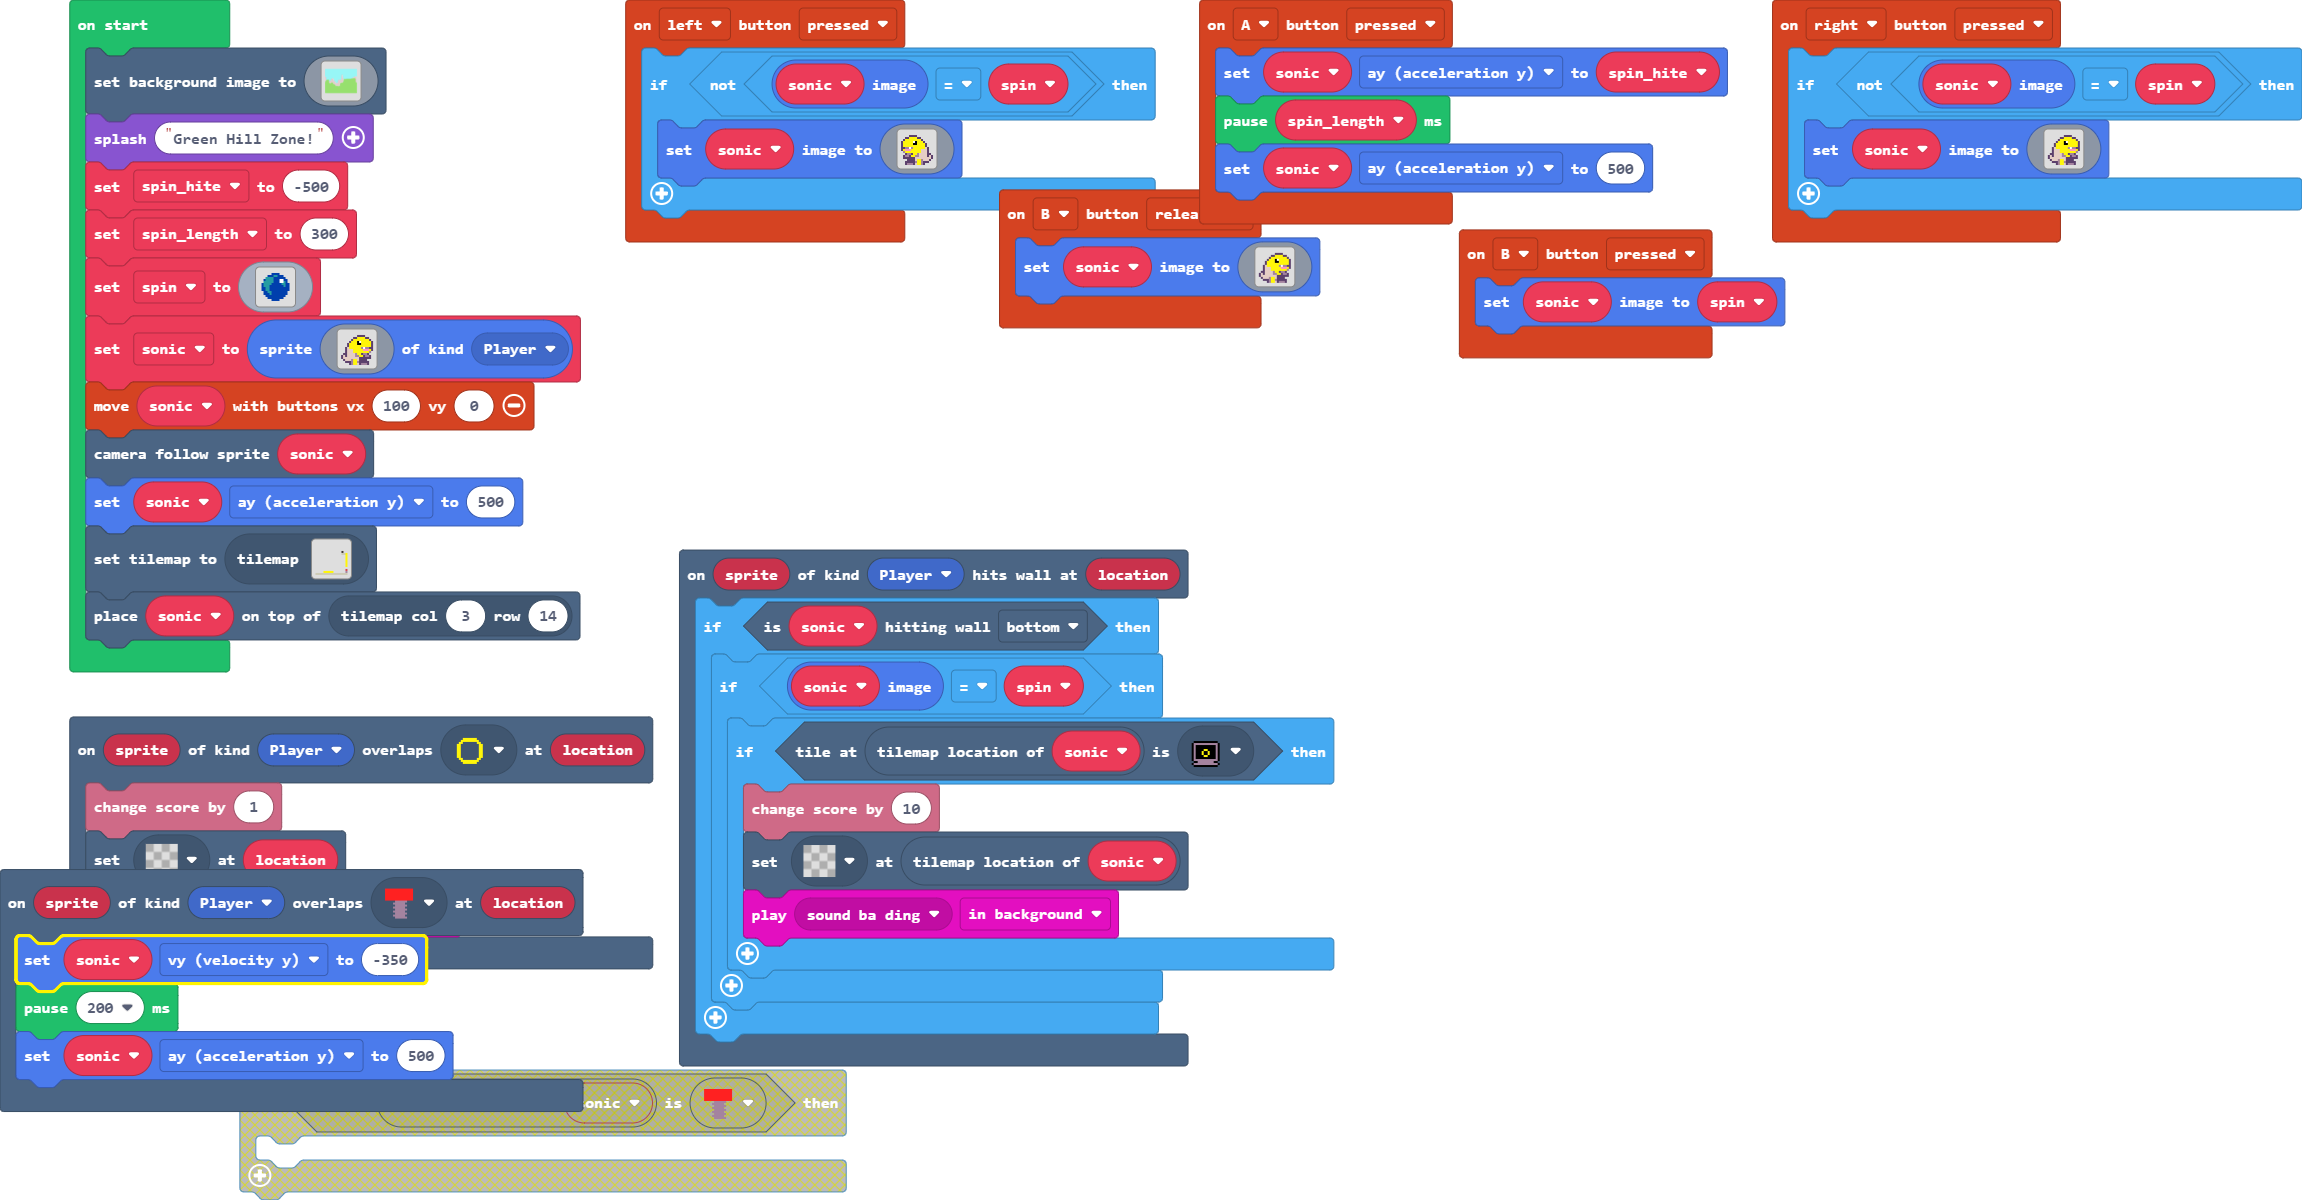 on start
set background image to
splash "Green Hill Zone!"
set spin_hite to -500
set spin_length to 300
set spin to
set sonic to sprite of kind Player
move sonic with buttons vx 100 vy 0
camera follow sprite sonic
set sonic ay (acceleration y) to 500
set tilemap to tilemap
place sonic on top of tilemap col 3 row 14
on left button pressed
if not sonic image = spin then
set sonic image to
on B button relea
set sonic image to
on A button pressed
set sonic ay (acceleration y) to spin_hite
pause spin_length ms
set sonic ay (acceleration y) to 500
on B button pressed
set sonic image to spin
on right button pressed
if not sonic image = spin then
set sonic image to
on sprite of kind Player overlaps at location
change score by 1
set at location
on sprite of kind Player overlaps at location
set sonic vy (velocity y) to -350
pause 200 ms
set sonic ay (acceleration y) to 500
sonic is then
on sprite of kind Player hits wall at location
if is sonic hitting wall bottom then
if sonic image = spin then
if tile at tilemap location of sonic is then
change score by 10
set at tilemap location of sonic
play sound ba ding in background